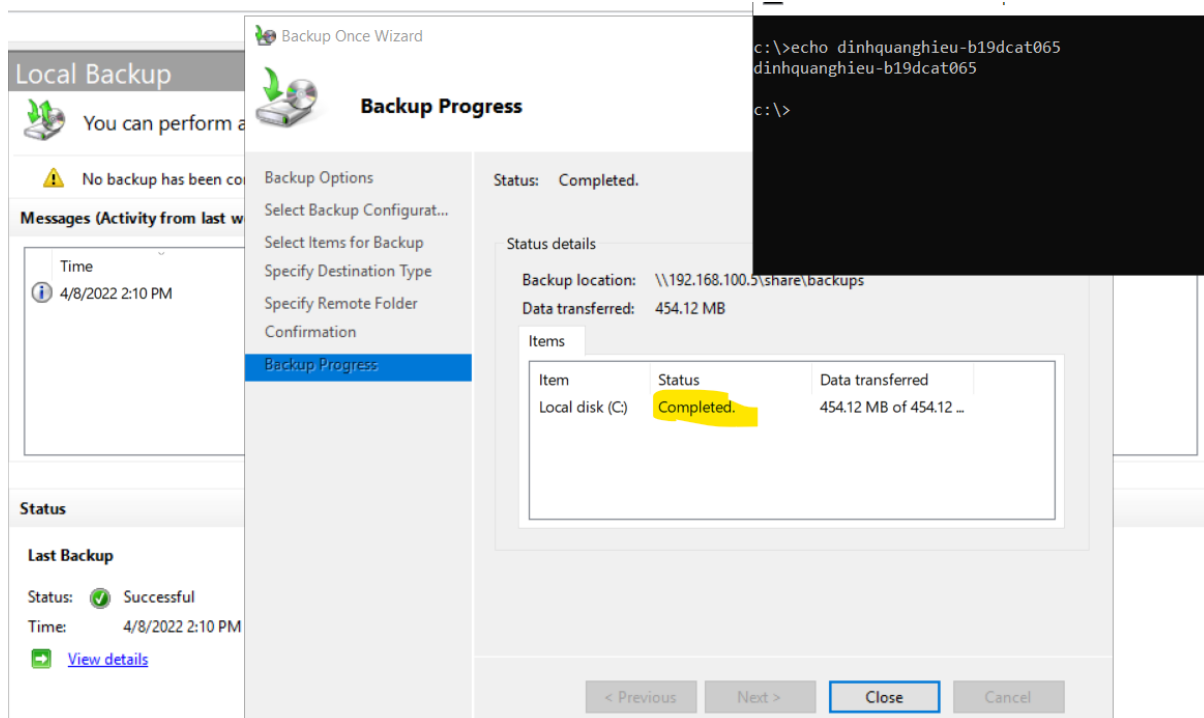 Backup Once Wizard
Backup Progress
c:\>echo dinhquanghieu-b19dcat065
dinhquanghieu-b19dcat065
c:\>
Local Backup
You can perform a
No backup has been
Messages (Activity from last w
Time
4/8/2022 2:10 PM
Backup Options
Select Backup Configurat...
Select Items for Backup
Specify Destination Type
Specify Remote Folder
Confirmation
Backup Progress
Status: Completed.
Status details
Backup location: \\192.168.100.5\share\backups
Data transferred: 454.12 MB
Items
Item Status Data transferred
Local disk (C:) Completed. 454.12 MB of 454.12 ...
Status
Last Backup
Status: Successful
Time: 4/8/2022 2:10 PM
View details
< Previous Next > Close Cancel